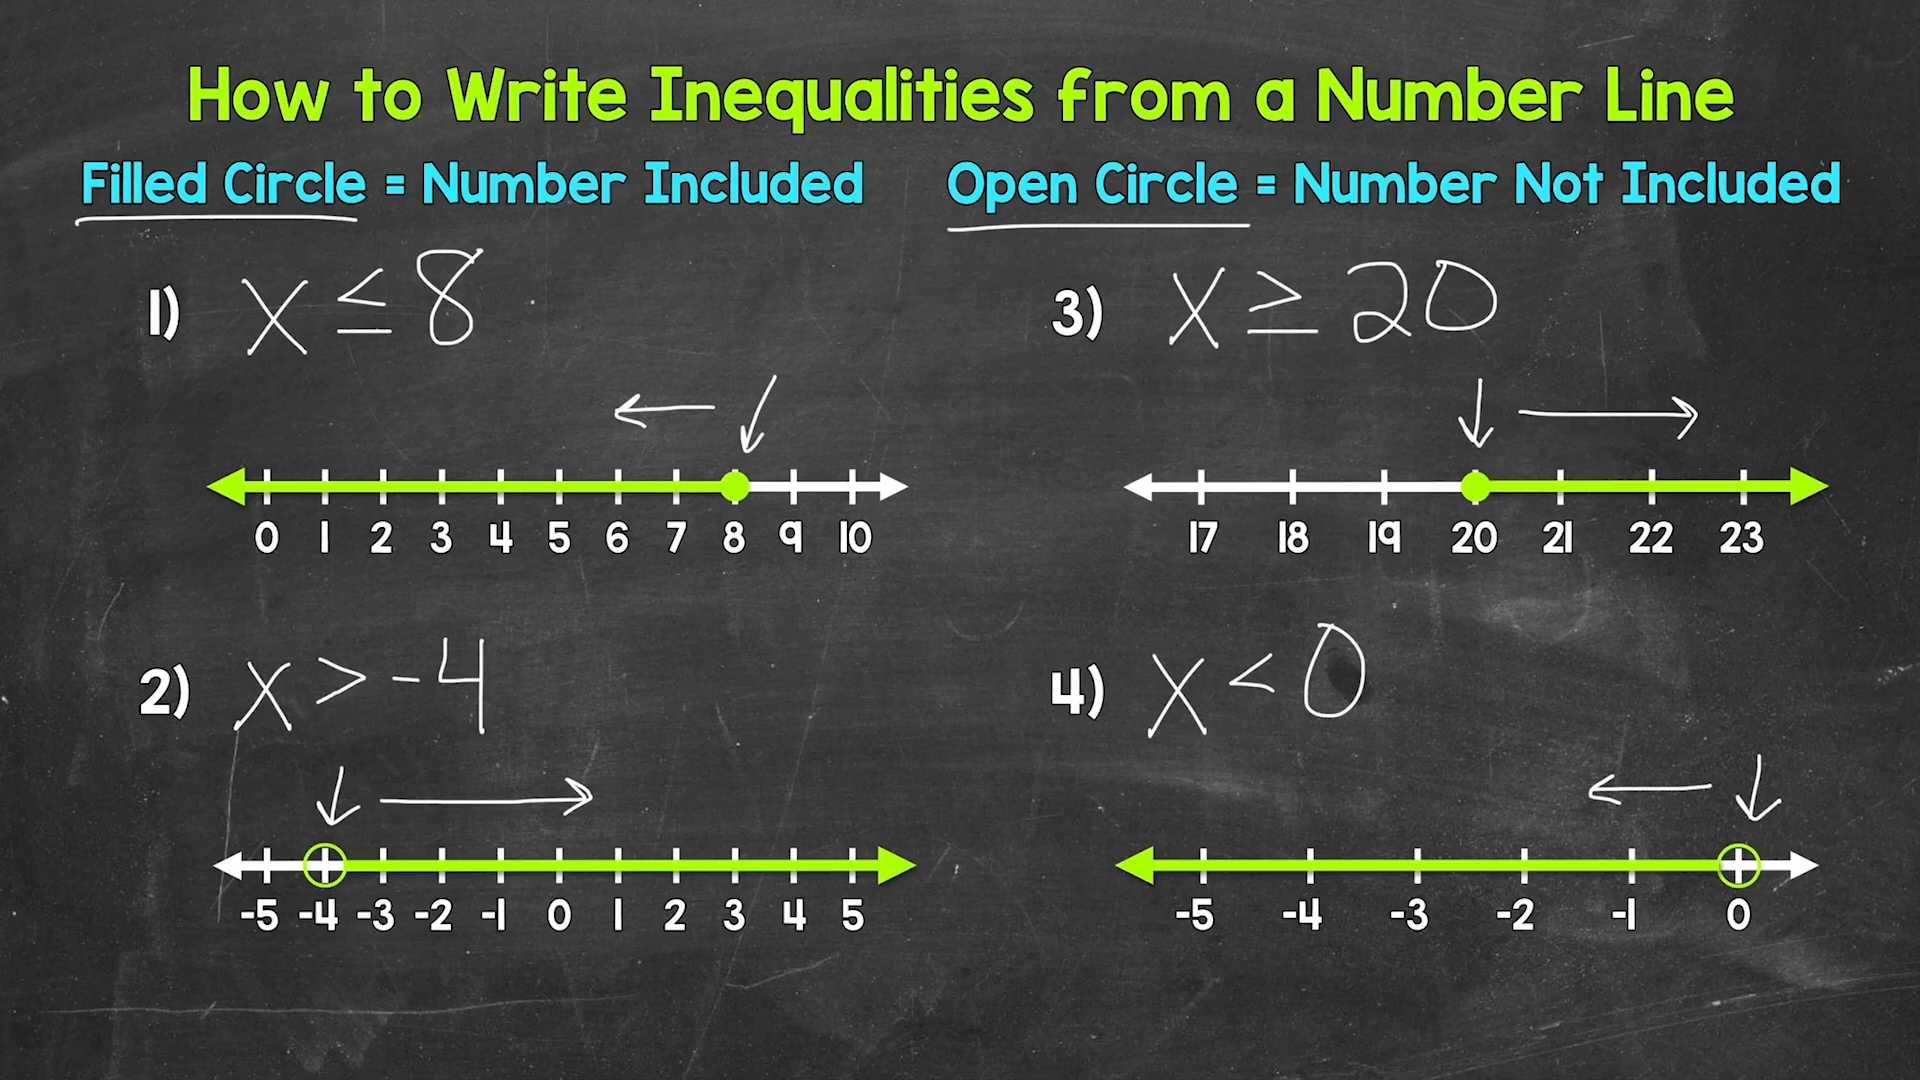 How to Write Inequalities from a Number Line
Filled Circle = Number Included
Open Circle = Number Not Included
1) x ≤ 8
0 1 2 3 4 5 6 7 8 9 10
2) x > -4
-5 -4 -3 -2 -1 0 1 2 3 4 5
3) x ≥ 20
17 18 19 20 21 22 23
4) x < 0
-5 -4 -3 -2 -1 0